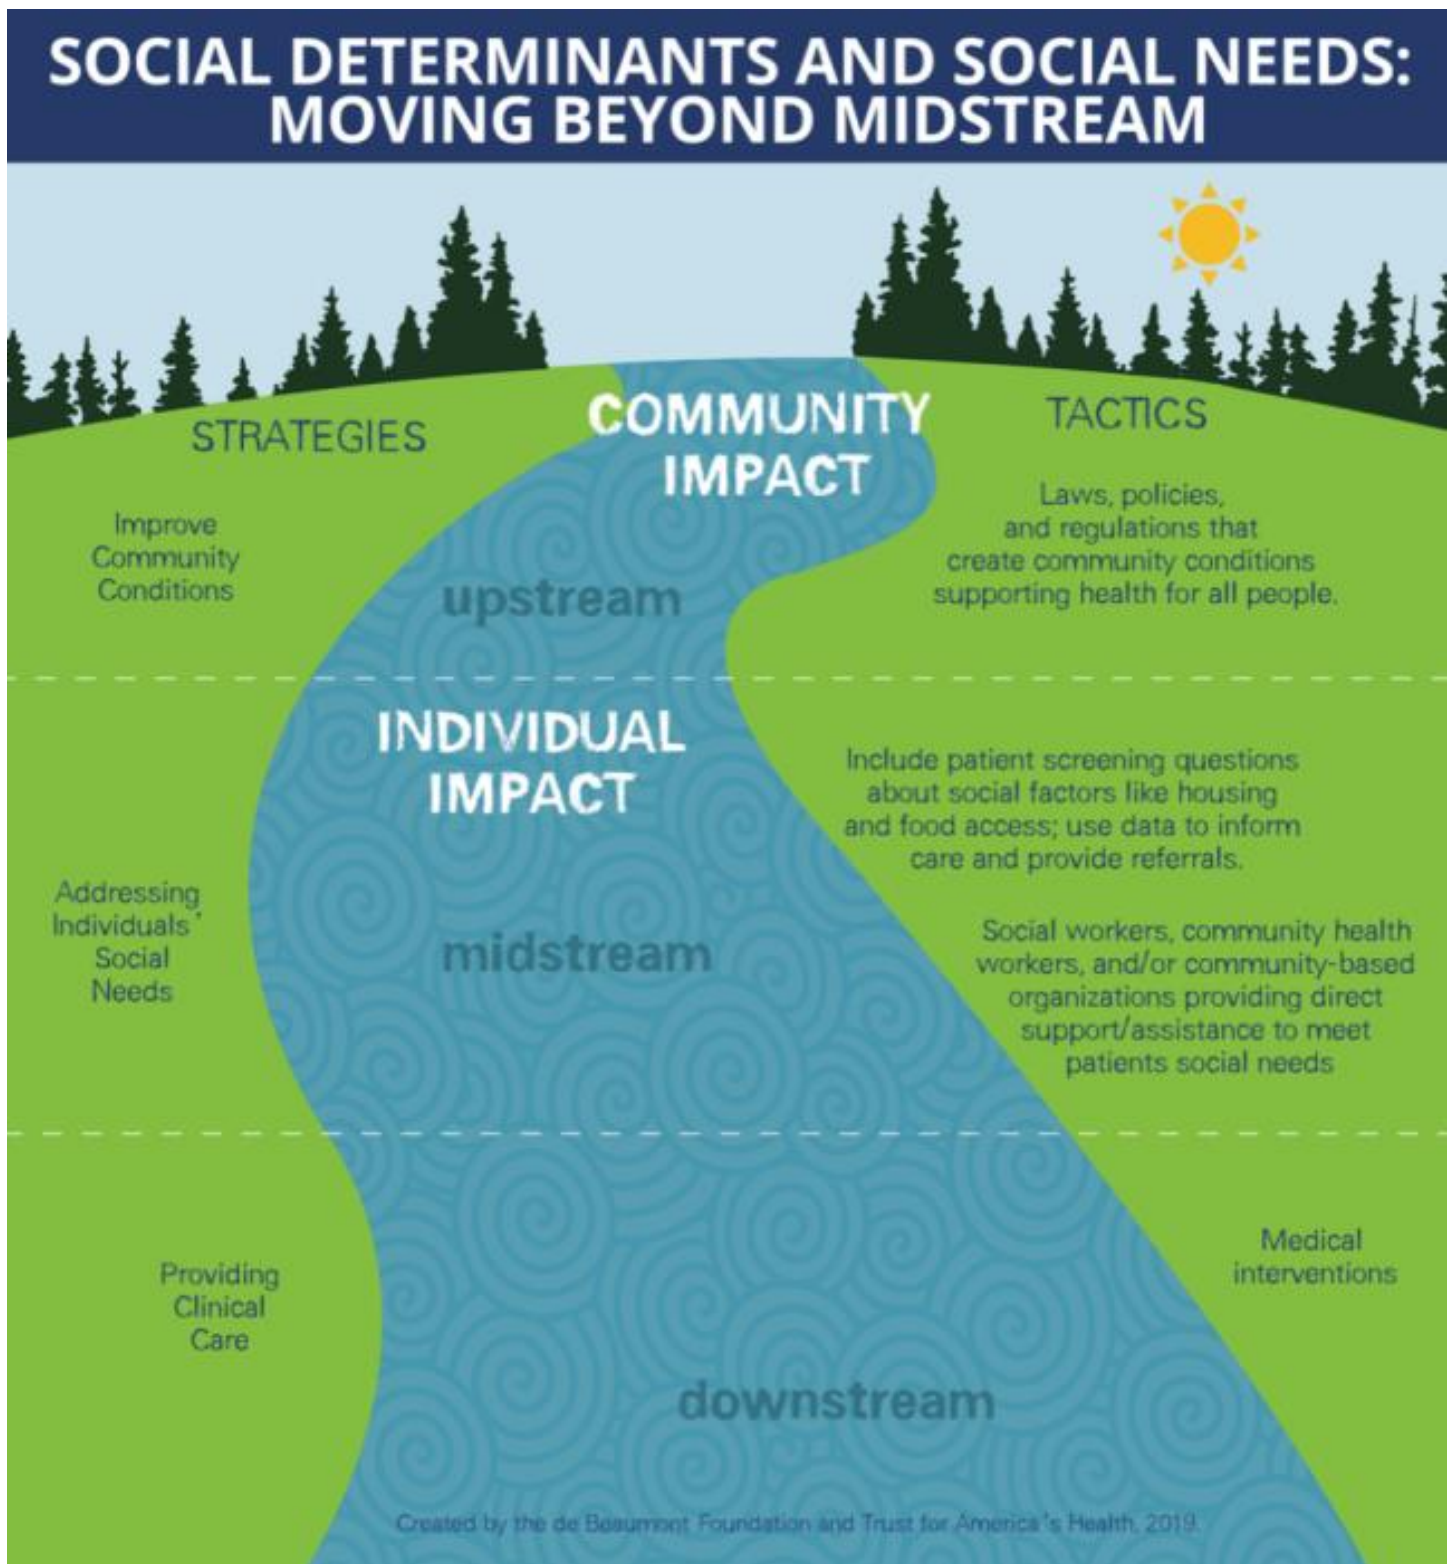 SOCIAL DETERMINANTS AND SOCIAL NEEDS:
MOVING BEYOND MIDSTREAM
STRATEGIES
COMMUNITY
IMPACT
TACTICS
Improve
Community
Conditions
upstream
Laws, policies,
and regulations that
create community conditions
supporting health for all people.
INDIVIDUAL
IMPACT
Addressing
Individuals'
Social
Needs
midstream
Include patient screening questions
about social factors like housing
and food access; use data to inform
care and provide referrals.
Social workers, community health
workers, and/or community-based
organizations providing direct
support/assistance to meet
patients social needs
Providing
Clinical
Care
downstream
Medical
interventions
Created by the de Beaumont Foundation and Trust for America's Health, 2019.